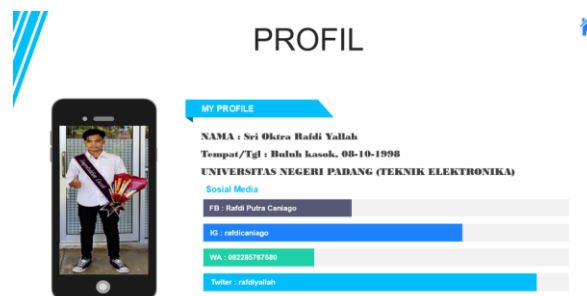 PROFIL
MY PROFILE
NAMA : Sri Oktra Rafdi Yallah
Tempat/Tgl : Buluh kasok, 08-10-1998
UNIVERSITAS NEGERI PADANG (TEKNIK ELEKTRONIKA)
Sosial Media
FB : Rafdi Putra Caniago
IG : rafdicaniago
WA : 082285767580
Twiter : rafdiyallah